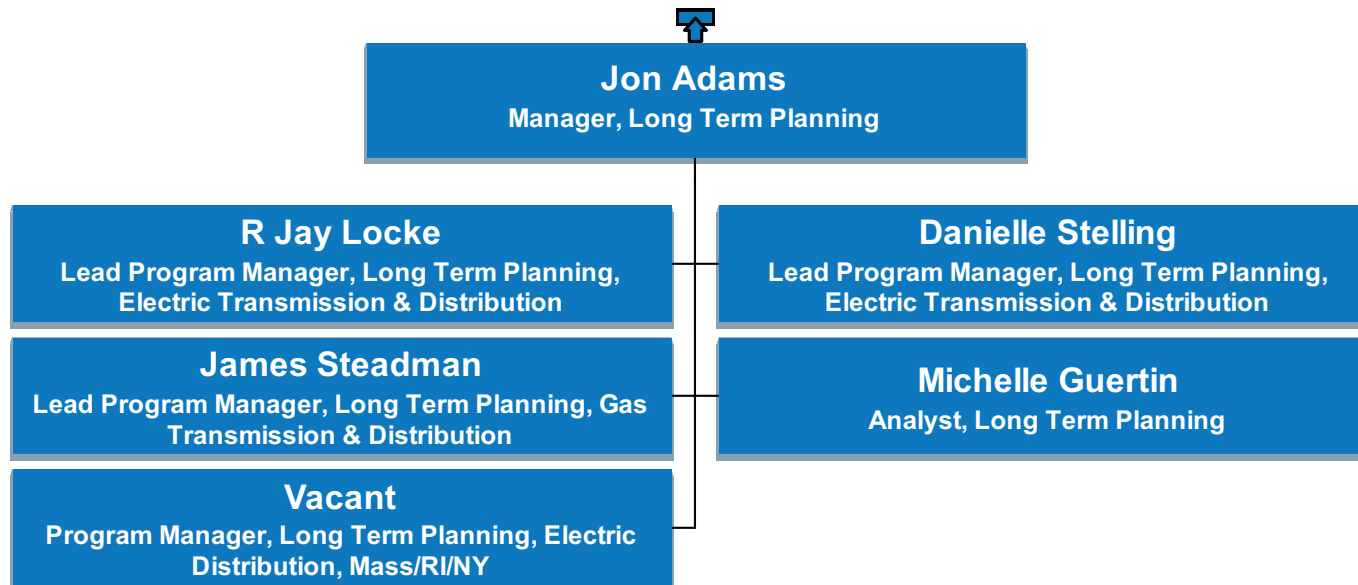 Jon Adams
Manager, Long Term Planning
R Jay Locke
Lead Program Manager, Long Term Planning,
Electric Transmission & Distribution
Danielle Stelling
Lead Program Manager, Long Term Planning,
Electric Transmission & Distribution
James Steadman
Lead Program Manager, Long Term Planning, Gas
Transmission & Distribution
Michelle Guertin
Analyst, Long Term Planning
Vacant
Program Manager, Long Term Planning, Electric
Distribution, Mass/RI/NY